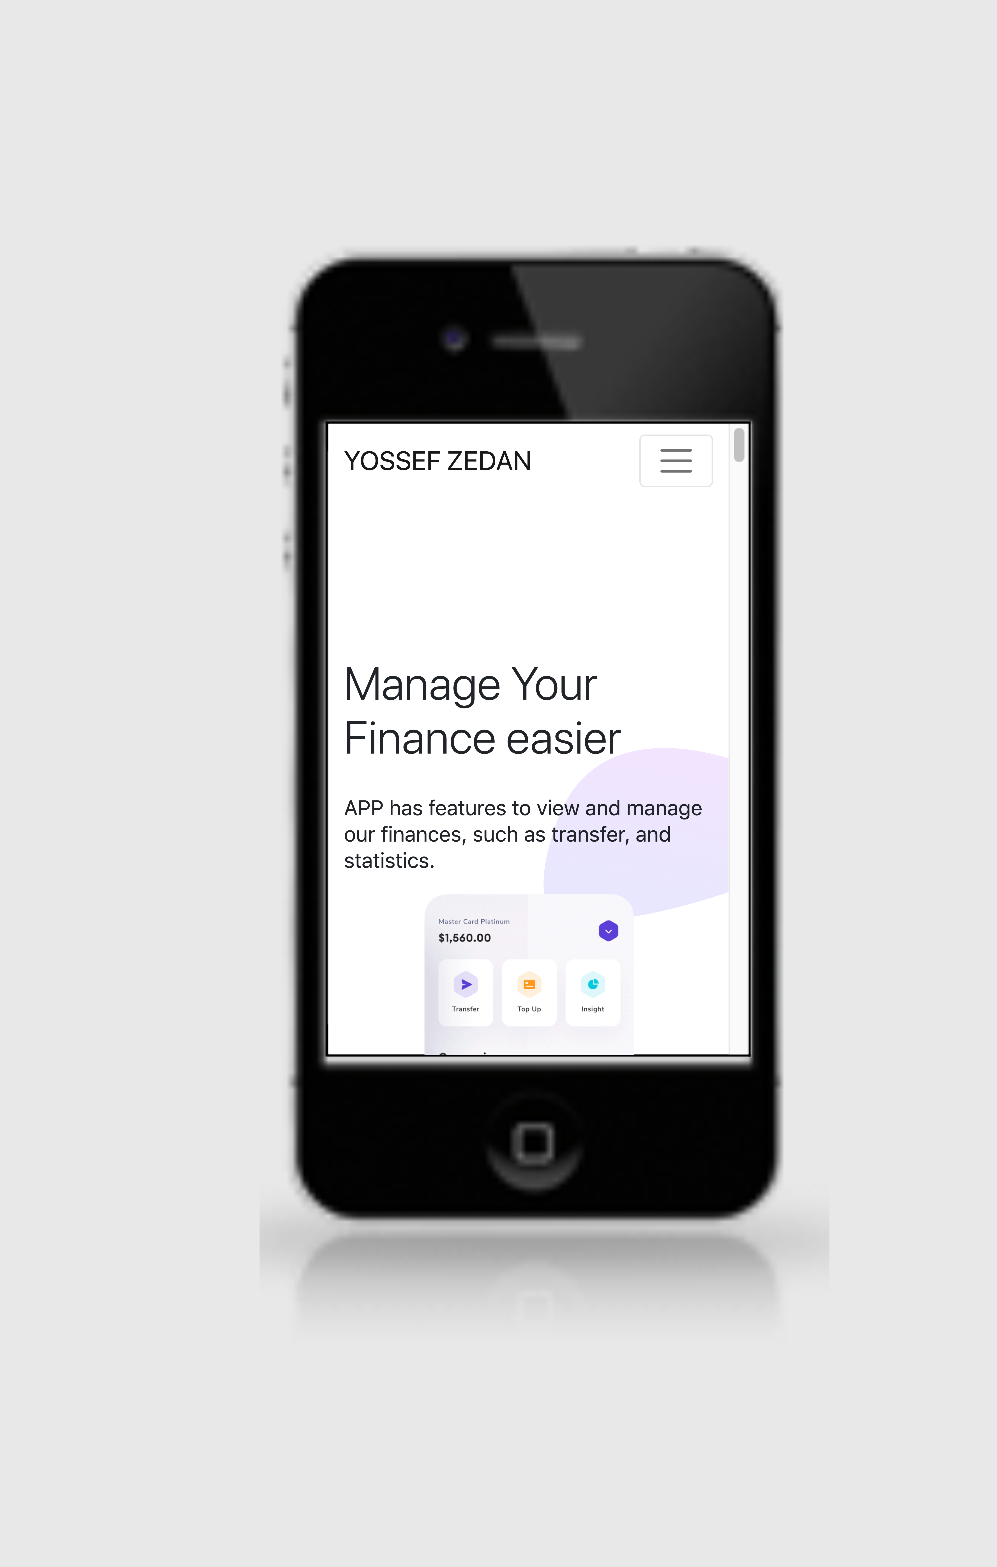 YOSSEF ZEDAN
Manage Your
Finance easier
APP has features to view and manage
our finances, such as transfer, and
statistics.
Master Card Platinum
$1,560.00
Transfer
Top Up
Insight